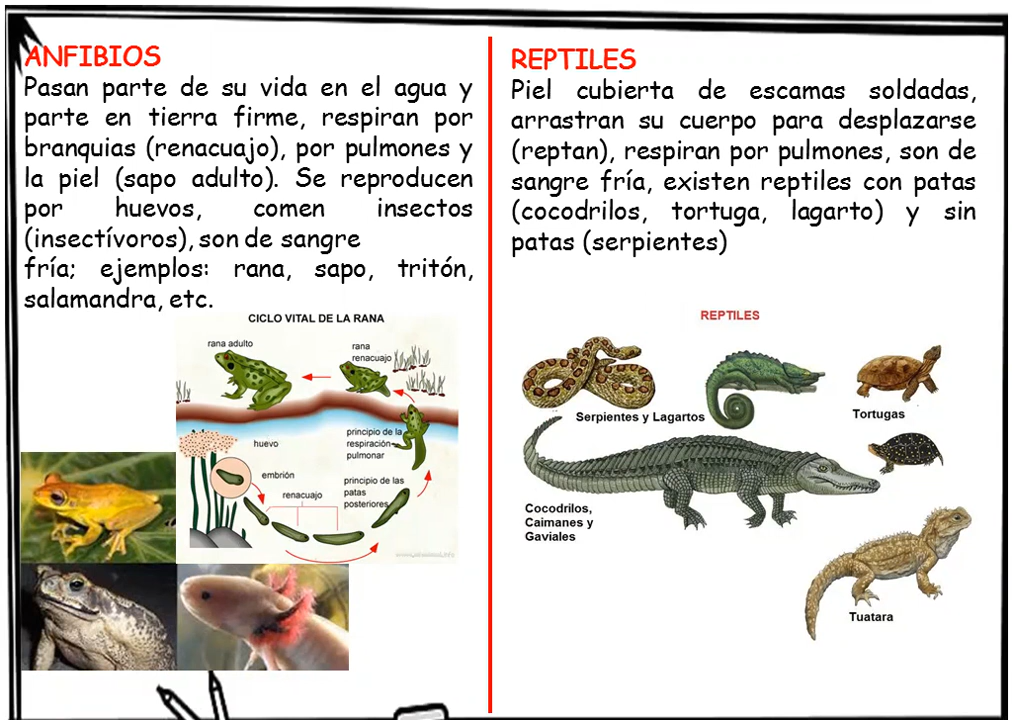 ANFIBIOS
Pasan parte de su vida en el agua y
parte en tierra firme, respiran por
branquias (renacuajo), por pulmones y
la piel (sapo adulto). Se reproducen
por huevos, comen insectos
(insectívoros), son de sangre
fría; ejemplos: rana, sapo, tritón,
salamandra, etc.
CICLO VITAL DE LA RANA
rana adulto
rana
renacuajo
principio de la
respiración
pulmonar
huevo
embrión
renacuajo
principio de las
patas
posteriores
REPTILES
Piel cubierta de escamas soldadas,
arrastran su cuerpo para desplazarse
(reptan), respiran por pulmones, son de
sangre fría, existen reptiles con patas
(cocodrilos, tortuga, lagarto) y sin
patas (serpientes)
REPTILES
Serpientes y Lagartos
Tortugas
Cocodrilos,
Caimanes y
Gaviales
Tuatara